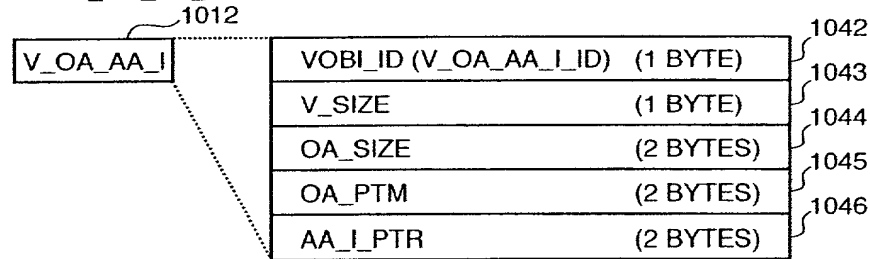 1012
V_OA_AA_I
VOBI_ID (V_OA_AA_I_ID) (1 BYTE) 1042
V_SIZE (1 BYTE) 1043
OA_SIZE (2 BYTES) 1044
OA_PTM (2 BYTES) 1045
AA_I_PTR (2 BYTES) 1046